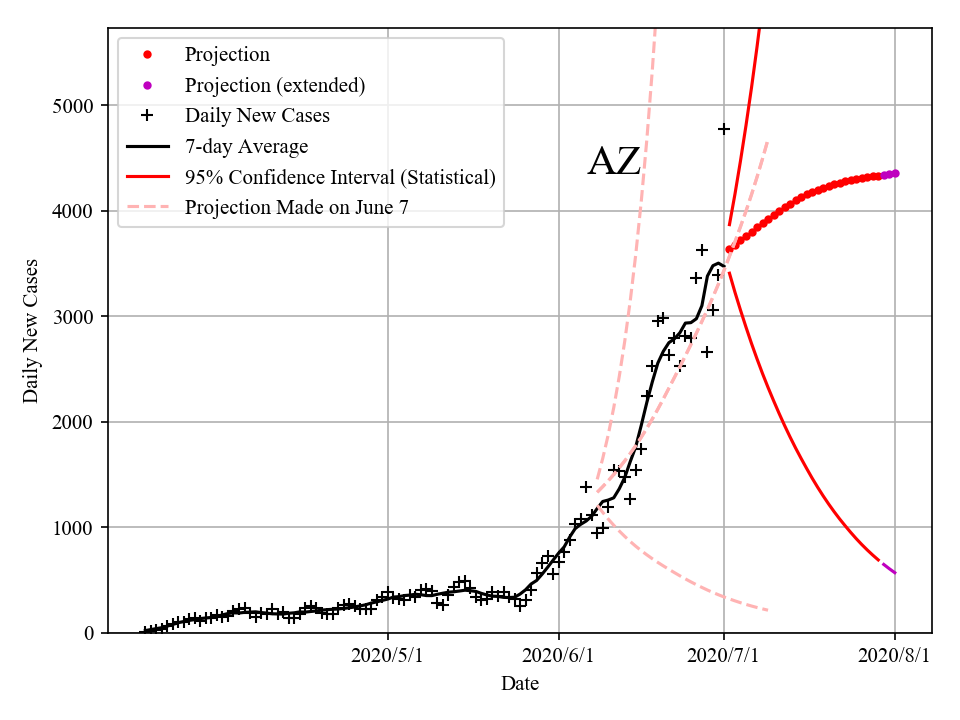 Projection
Projection (extended)
Daily New Cases
7-day Average
95% Confidence Interval (Statistical)
Projection Made on June 7
AZ
5000
4000
3000
2000
1000
0
Daily New Cases
2020/5/1 2020/6/1 2020/7/1 2020/8/1
Date